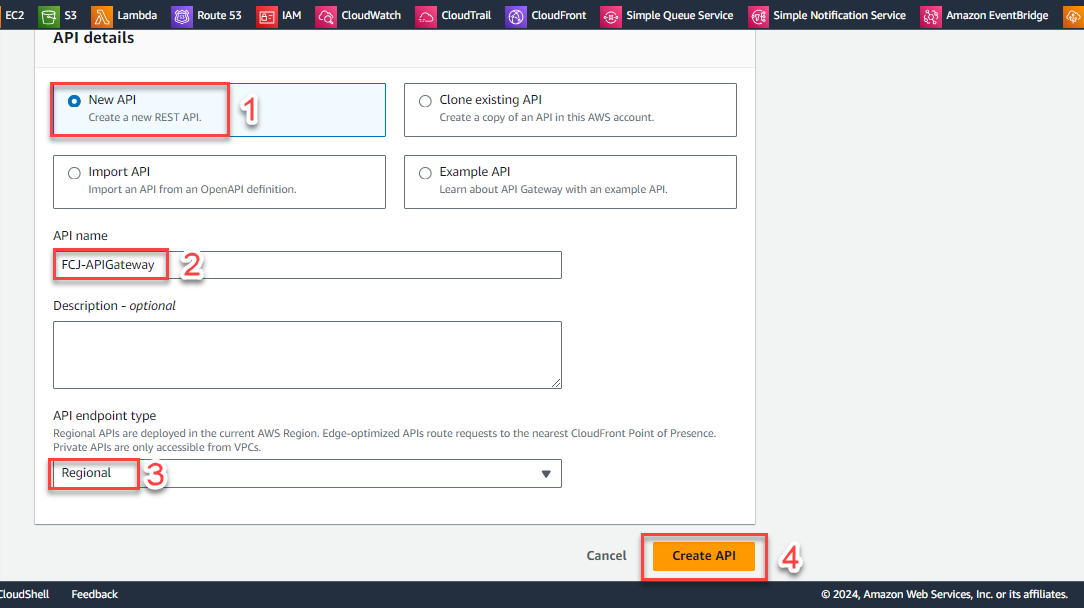 EC2 S3 Lambda Route 53 IAM CloudWatch CloudTrail CloudFront Simple Queue Service Simple Notification Service Amazon EventBridge
API details
New API
Create a new REST API.
1
Clone existing API
Create a copy of an API in this AWS account.
Import API
Import an API from an OpenAPI definition.
Example API
Learn about API Gateway with an example API.
API name
FCJ-APIGateway 2
Description - optional
API endpoint type
Regional APIs are deployed in the current AWS Region. Edge-optimized APIs route requests to the nearest CloudFront Point of Presence.
Private APIs are only accessible from VPCs.
Regional 3
Cancel Create API 4
CloudShell Feedback © 2024, Amazon Web Services, Inc. or its affiliates.